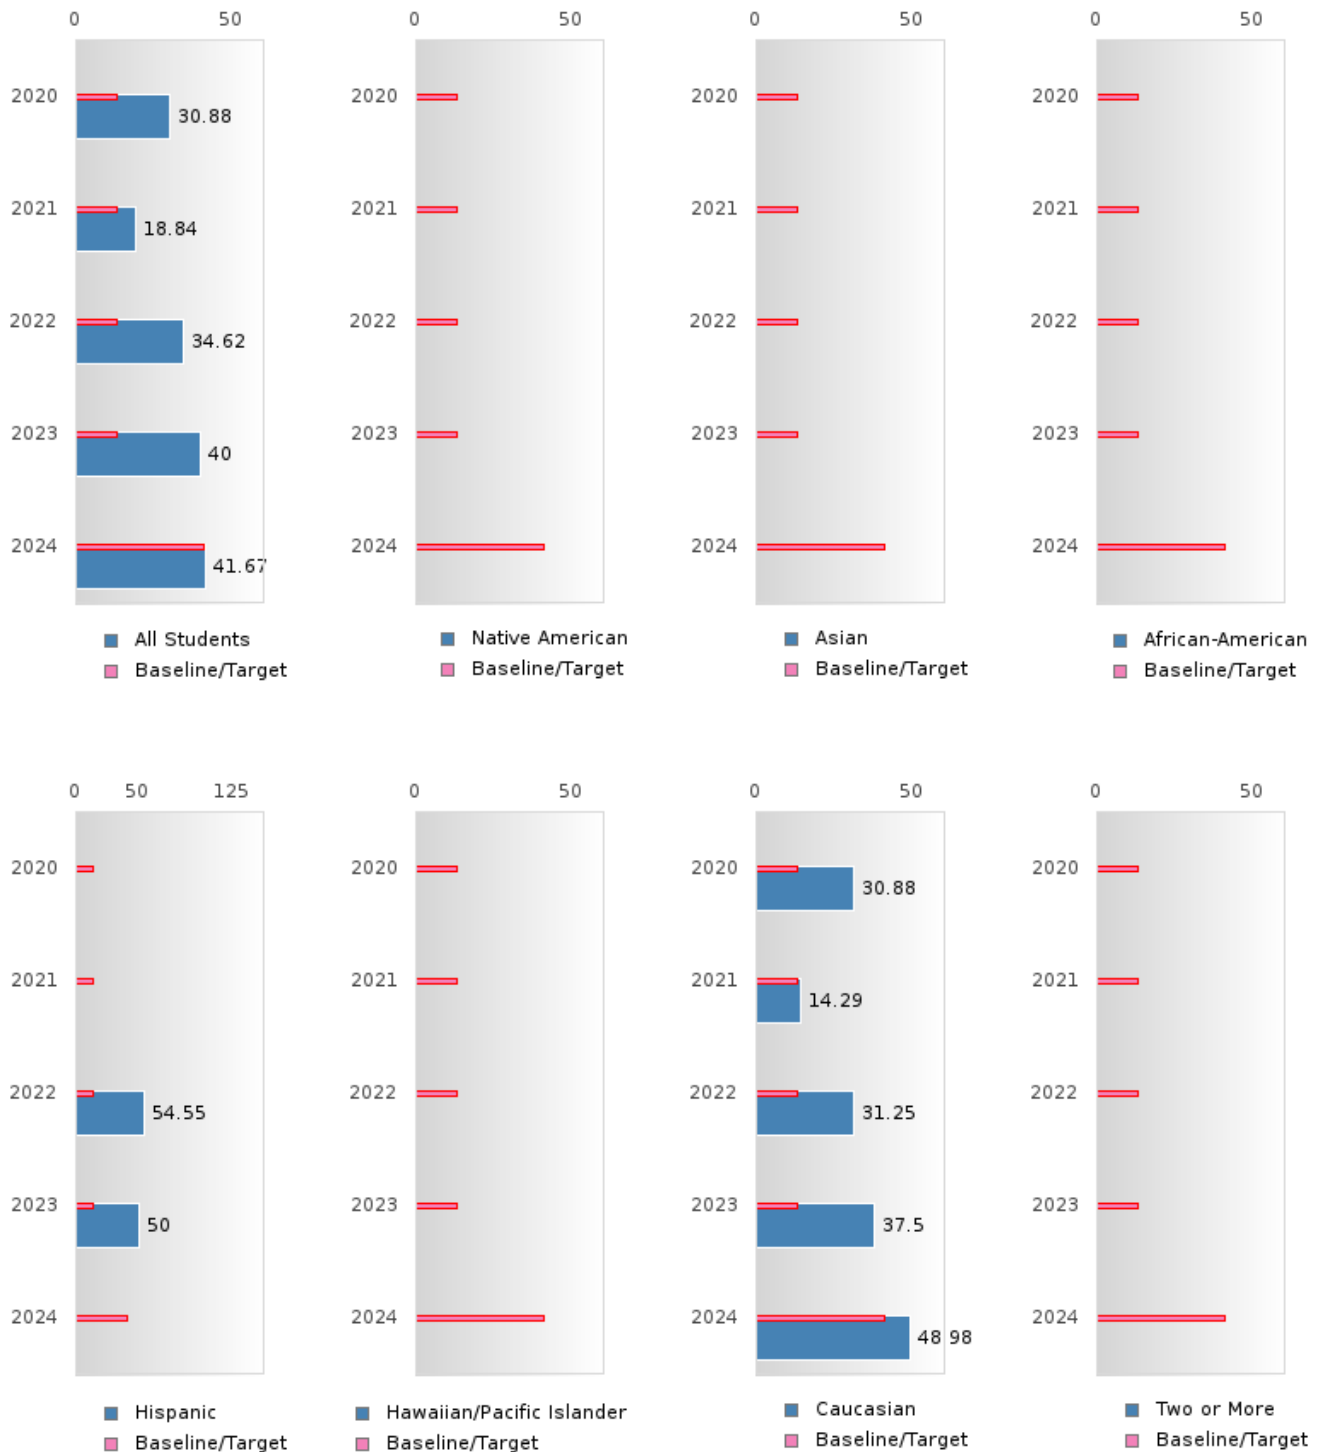 0 50 0 50 0 50 0 50
2020 30.88 2020 2020 2020
2021 18.84 2021 2021 2021
2022 34.62 2022 2022 2022
2023 40 2023 2023 2023
2024 41.67 2024 2024 2024
All Students Native American Asian African-American
Baseline/Target Baseline/Target Baseline/Target Baseline/Target
0 50 125 0 50 0 50 0 50
2020 2020 2020 30.88 2020
2021 2021 2021 14.29 2021
2022 54.55 2022 2022 31.25 2022
2023 50 2023 2023 37.5 2023
2024 2024 2024 48.98 2024
Hispanic Hawaiian/Pacific Islander Caucasian Two or More
Baseline/Target Baseline/Target Baseline/Target Baseline/Target